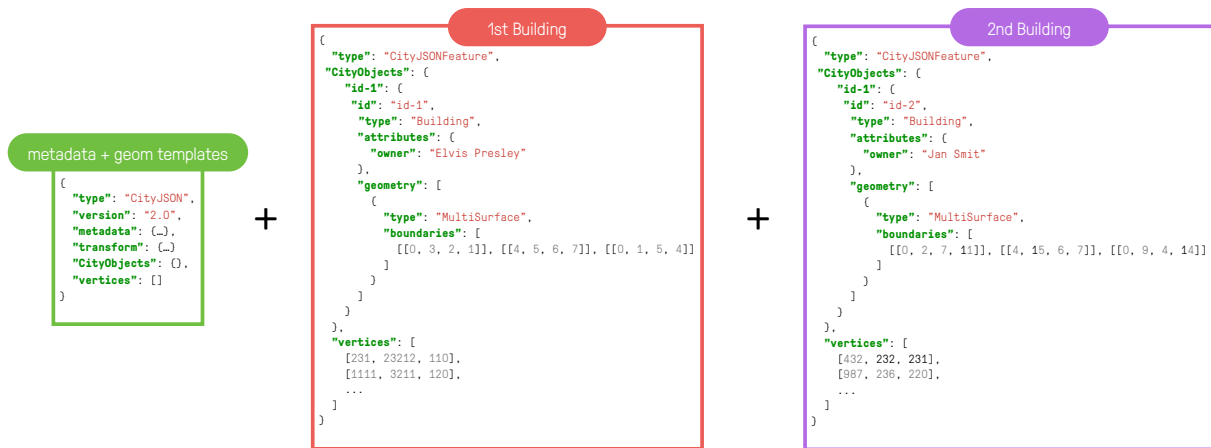 metadata + geom templates
{
"type": “CityJSON”,
"version": “2.0”,
"metadata": {…},
"transform": {…}
"CityObjects": {},
"vertices": []
}
+
1st Building
{
"type": “CityJSONFeature”,
"CityObjects": {
"id-1": {
"id": “id-1”,
"type": “Building”,
"attributes": {
"owner": “Elvis Presley”
},
"geometry": [
{
"type": “MultiSurface”,
"boundaries": [
[[0, 3, 2, 1]], [[4, 5, 6, 7]], [[0, 1, 5, 4]]
]
}
]
}
},
"vertices": [
[231, 23212, 110],
[1111, 3211, 120],
...
]
}
+
2nd Building
{
"type": “CityJSONFeature”,
"CityObjects": {
"id-1": {
"id": “id-2”,
"type": “Building”,
"attributes": {
"owner": “Jan Smit”
},
"geometry": [
{
"type": “MultiSurface”,
"boundaries": [
[[0, 2, 7, 11]], [[4, 15, 6, 7]], [[0, 9, 4, 14]]
]
}
]
}
},
"vertices": [
[432, 232, 231],
[987, 236, 220],
...
]
}